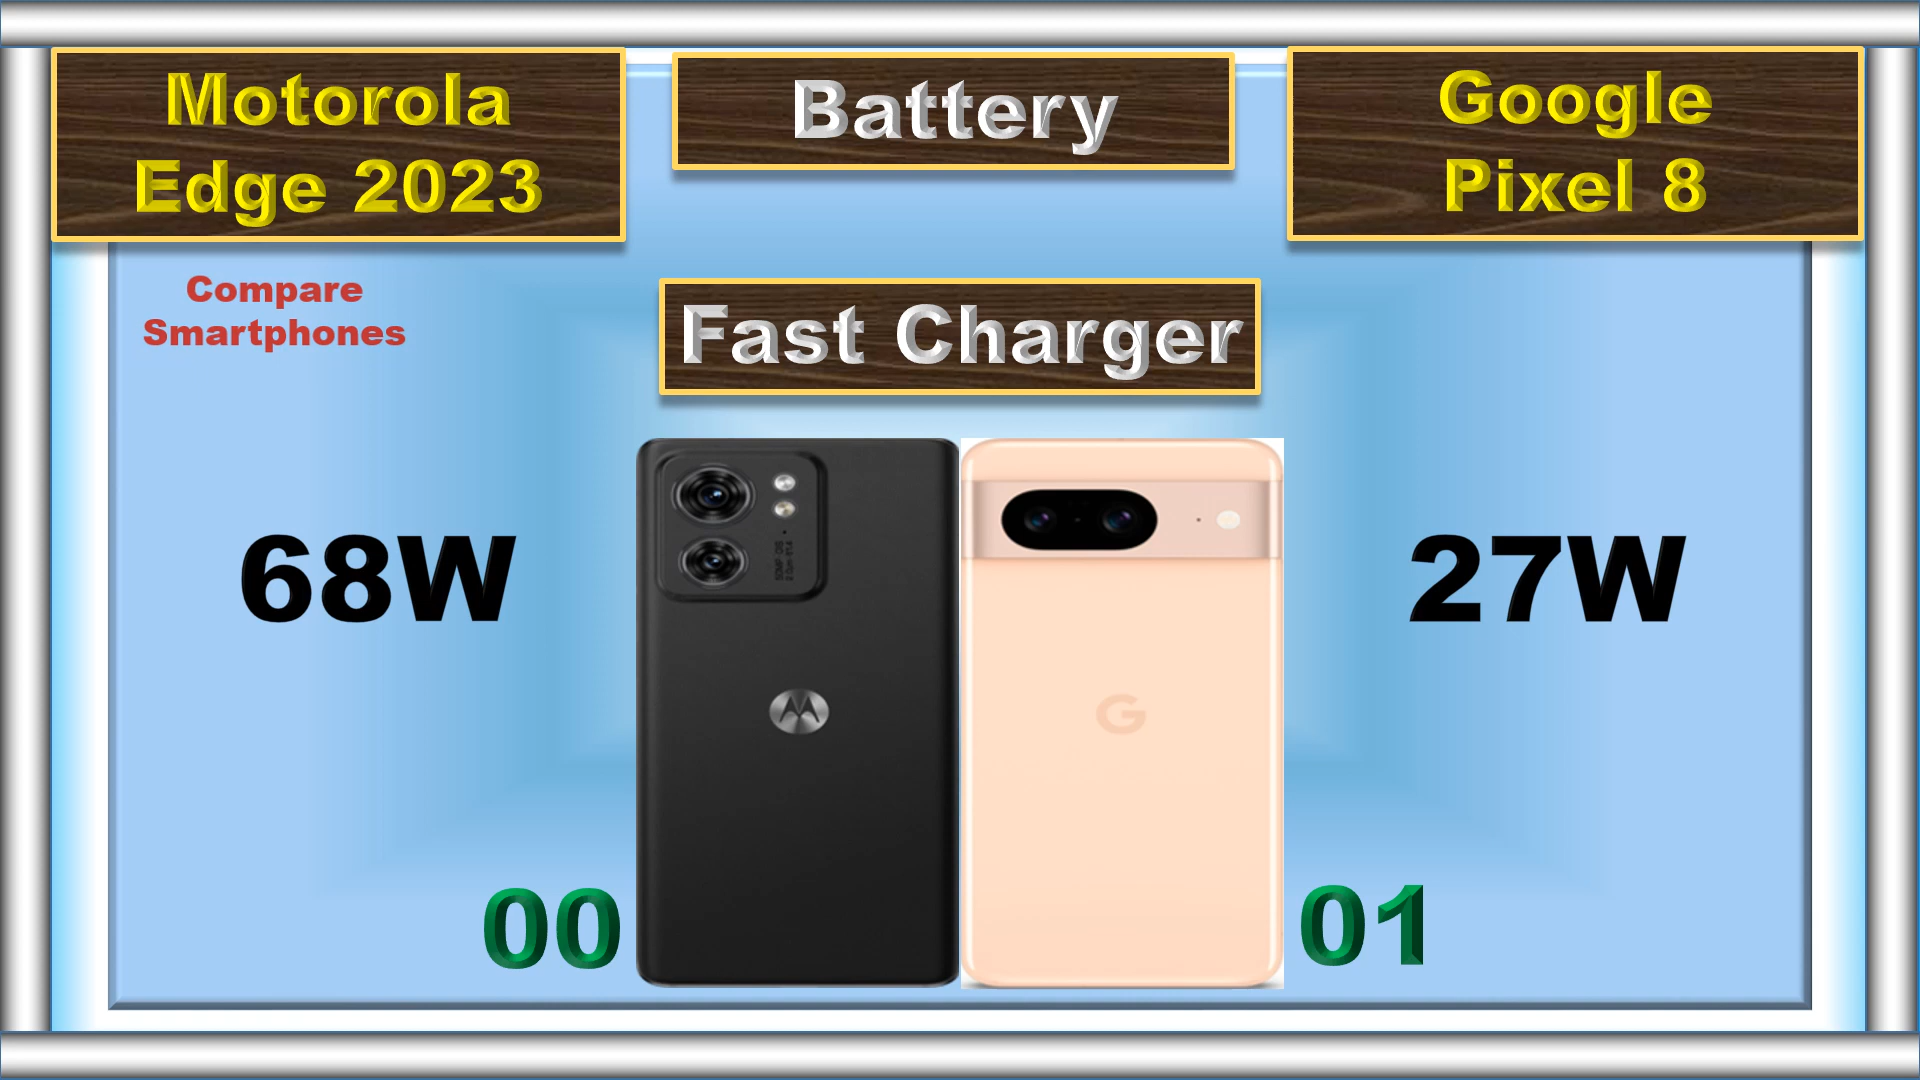 Motorola
Edge 2023
Battery
Google
Pixel 8
Compare
Smartphones
Fast Charger
68W
27W
00
01
G